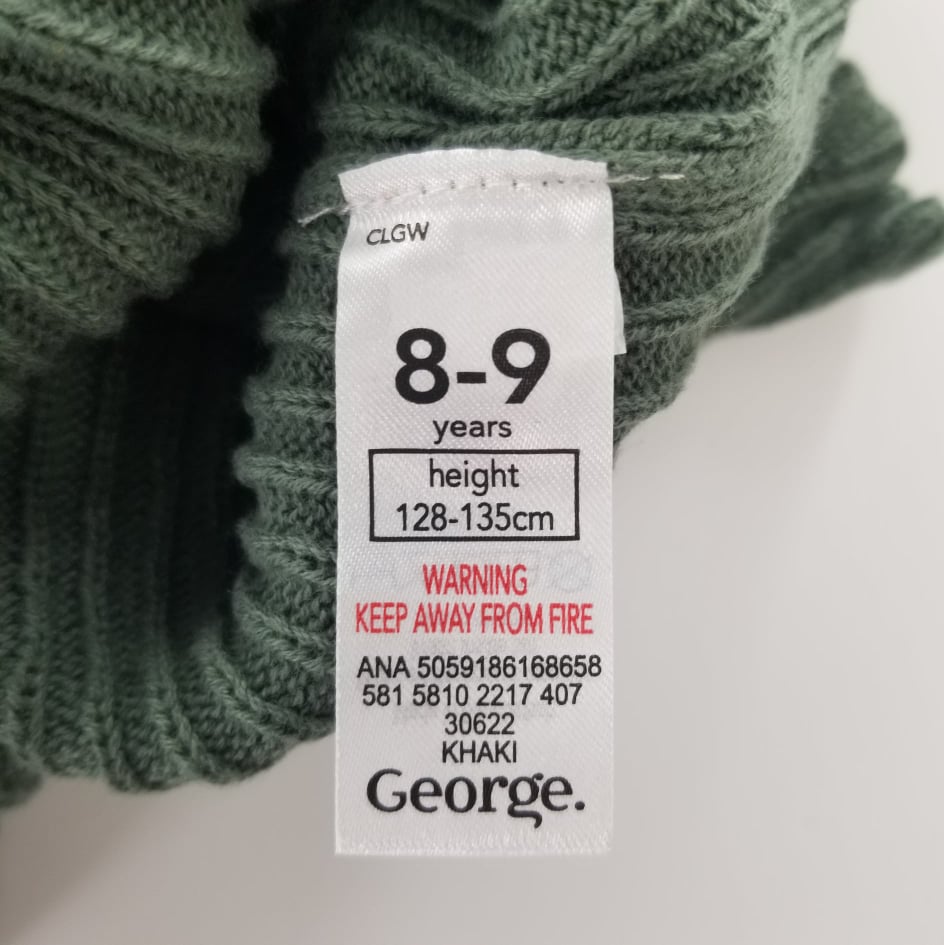 CLGW
8-9
years
height
128-135cm
WARNING
KEEP AWAY FROM FIRE
ANA 5059186168658
581 5810 2217 407
30622
KHAKI
George.